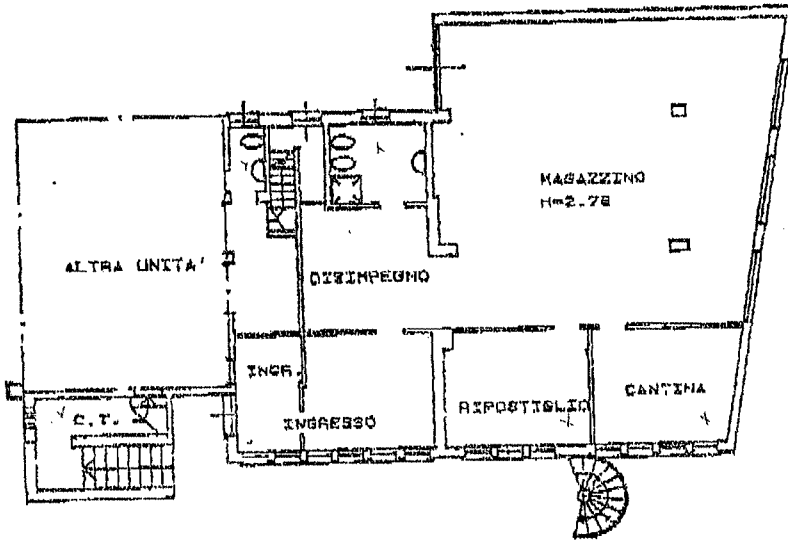 MAGAZZINO
H=2.78
ALTRA UNITA'
DISIMPEGNO
INGR.
INGRESSO
RIPOSTIGLIO
CANTINA
C.T.